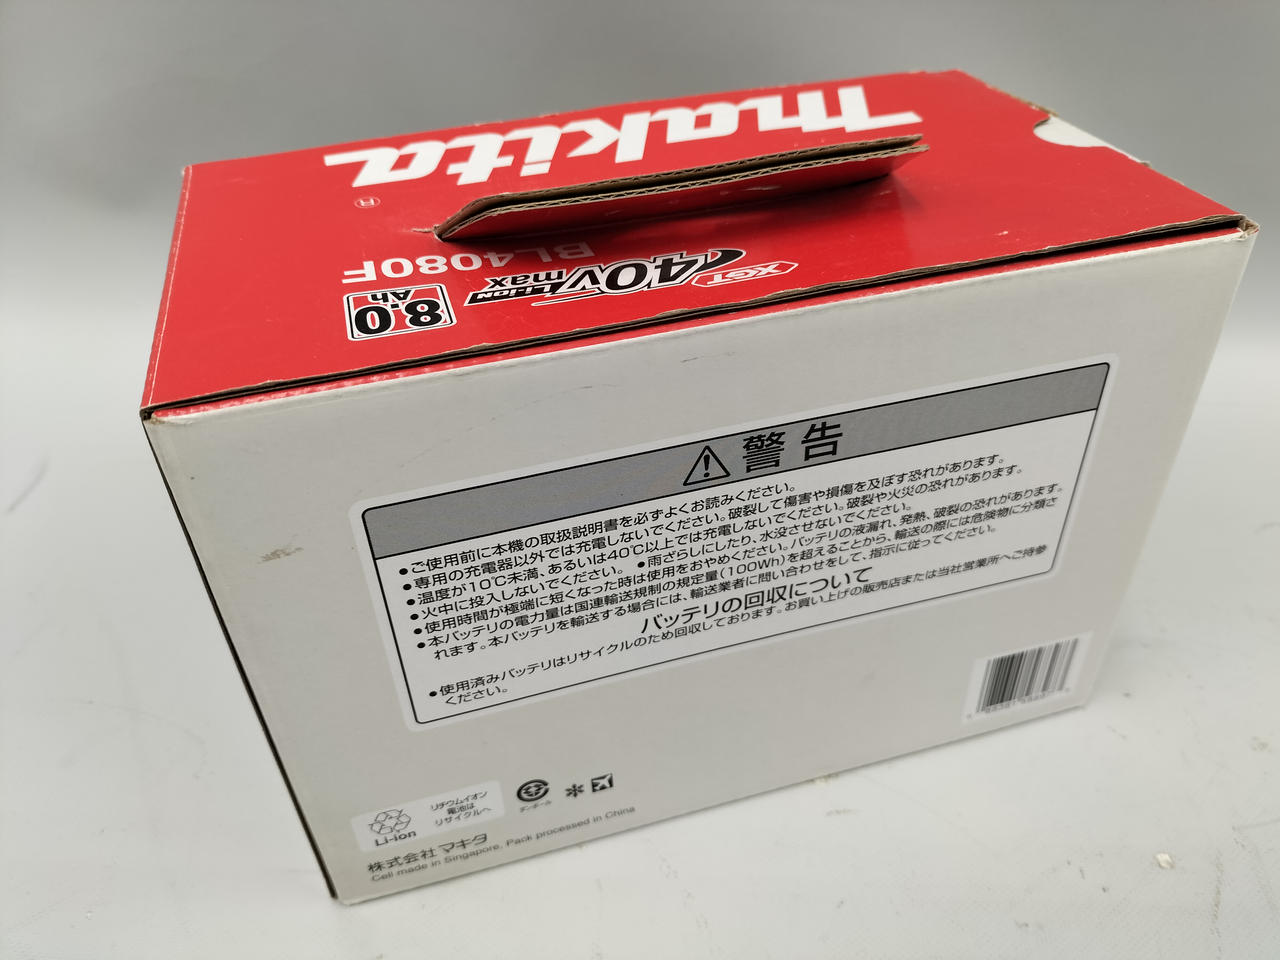 Makita
®
BL4080F
XGT
40Vmax
Li-ion
8.0
Ah
警告
●ご使用前に本機の取扱説明書を必ずよくお読みください。
●専用の充電器以外では充電しないでください。破裂して傷害や損傷を及ぼす恐れがあります。
●温度が10℃未満、あるいは40℃以上では充電しないでください。破裂や火災の恐れがあります。
●火中に投入しないでください。 ●雨ざらしにしたり、水没させないでください。
●使用時間が極端に短くなった時は使用をおやめください。バッテリの液漏れ、発熱、破裂の恐れがあります。
●本バッテリの電力量は国連輸送規制の規定量(100Wh)を超えることから、輸送の際には危険物に分類さ
れます。本バッテリを輸送する場合には、輸送業者に問い合わせをして、指示に従ってください。
バッテリの回収について
●使用済みバッテリはリサイクルのため回収しております。お買い上げの販売店または当社営業所へご持参
ください。
Li-ion
リチウムイオン
電池は
リサイクルへ
ダンボール
株式会社 マキタ
Cell made in Singapore, Pack processed in China